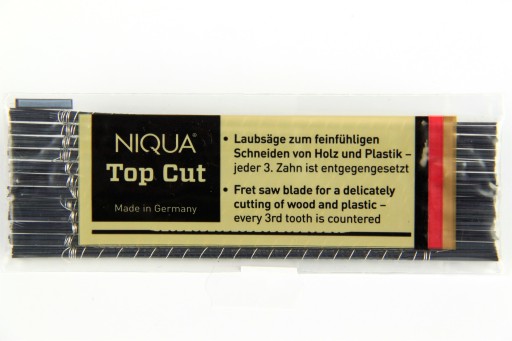 NIQUA®
Top Cut
Made in Germany
• Laubsäge zum feinfühligen
Schneiden von Holz und Plastik –
jeder 3. Zahn ist entgegengesetzt
• Fret saw blade for a delicately
cutting of wood and plastic –
every 3rd tooth is countered